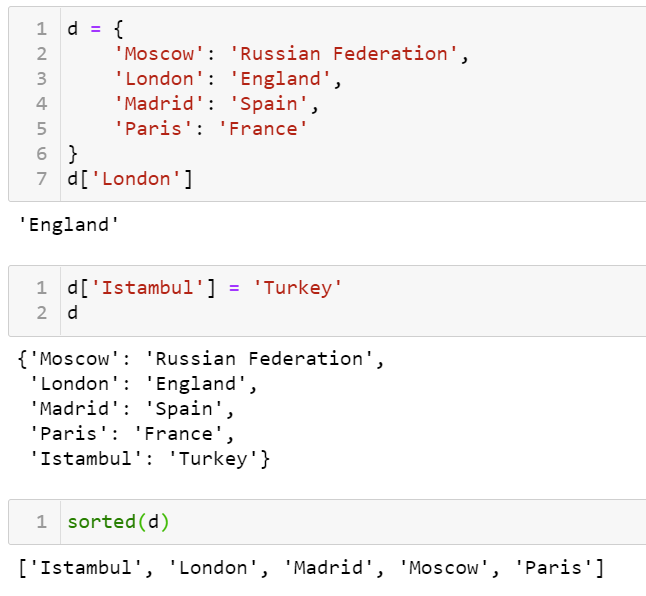 1 d = {
2     'Moscow': 'Russian Federation',
3     'London': 'England',
4     'Madrid': 'Spain',
5     'Paris': 'France'
6 }
7 d['London']
'England'
1 d['Istambul'] = 'Turkey'
2 d
{'Moscow': 'Russian Federation',
 'London': 'England',
 'Madrid': 'Spain',
 'Paris': 'France',
 'Istambul': 'Turkey'}
1 sorted(d)
['Istambul', 'London', 'Madrid', 'Moscow', 'Paris']